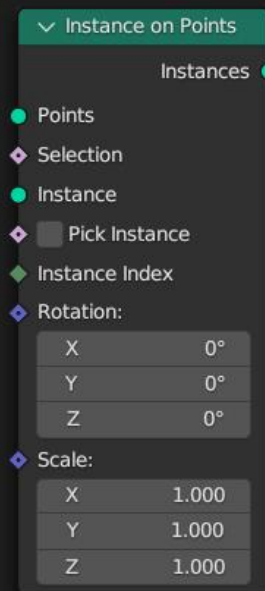 Instance on Points
Instances
Points
Selection
Instance
Pick Instance
Instance Index
Rotation:
X 0°
Y 0°
Z 0°
Scale:
X 1.000
Y 1.000
Z 1.000